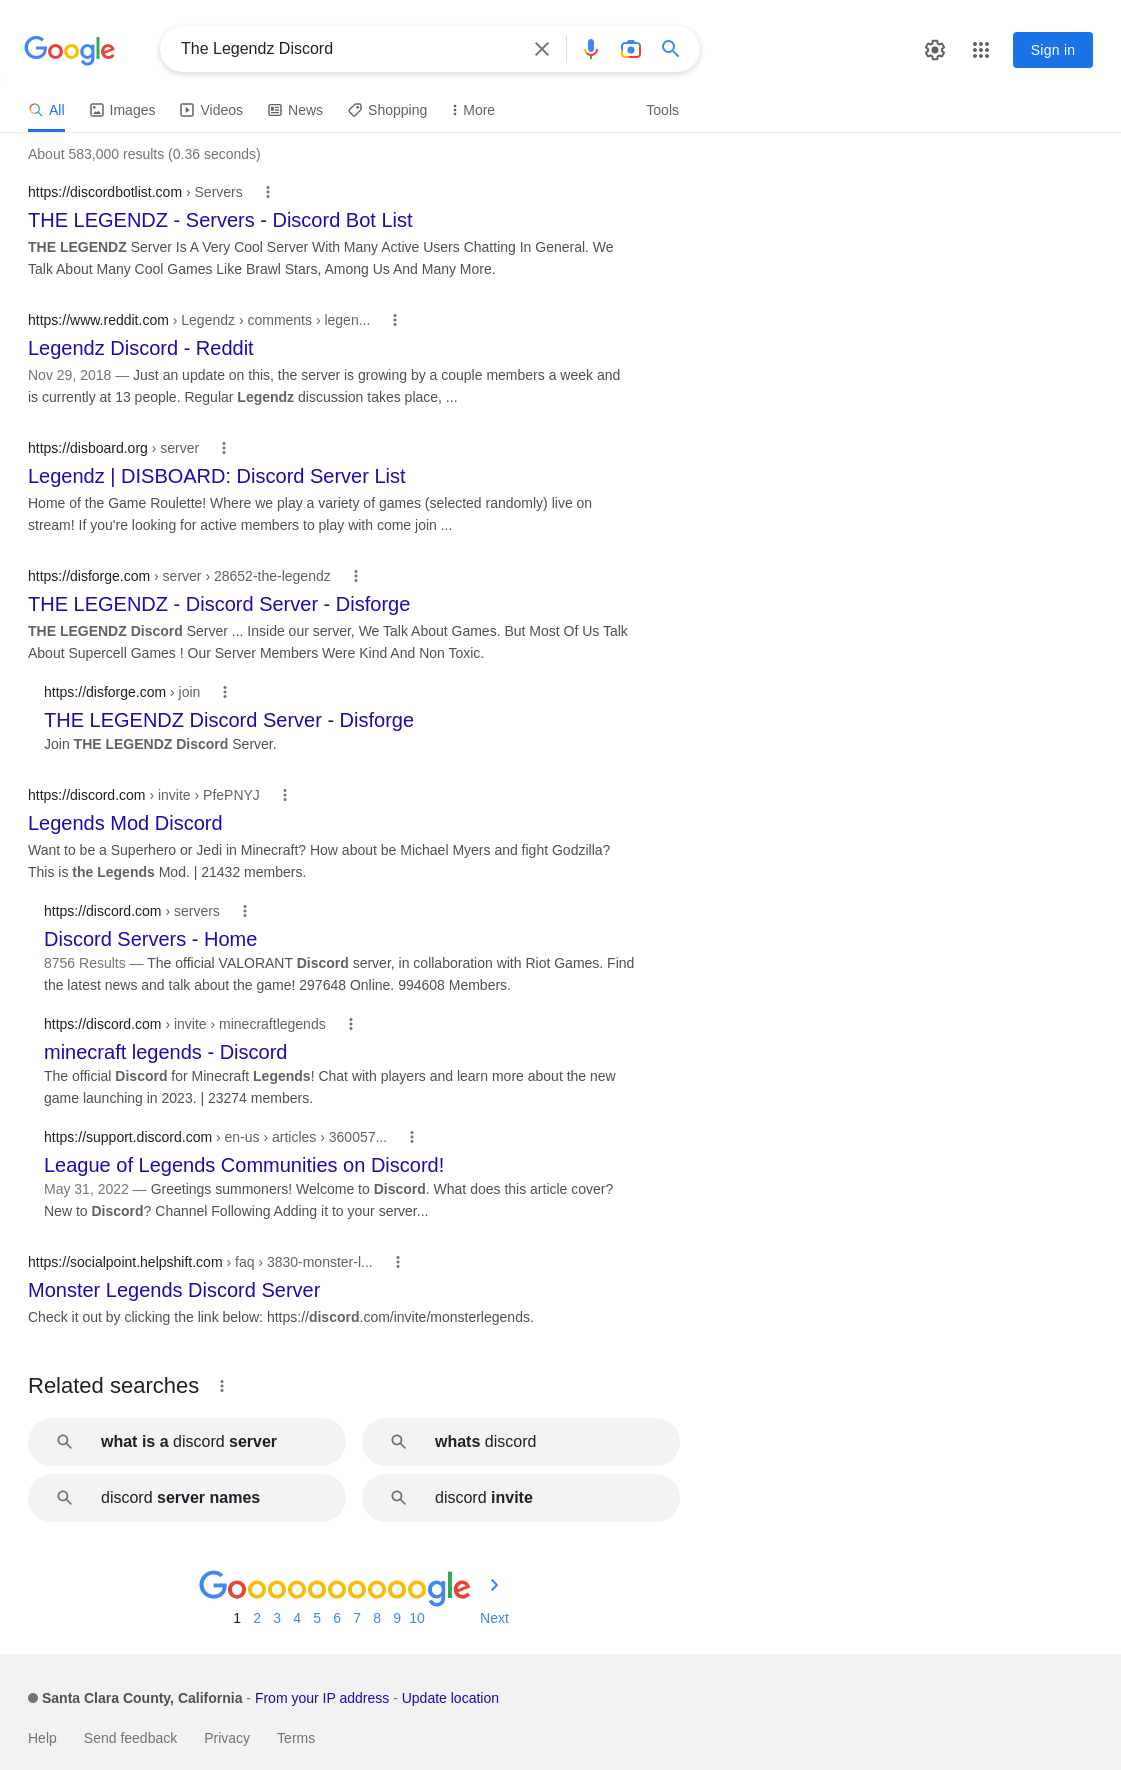 Google
The Legendz Discord
Sign in
All Images Videos News Shopping More Tools
About 583,000 results (0.36 seconds)
https://discordbotlist.com › Servers
THE LEGENDZ - Servers - Discord Bot List
THE LEGENDZ Server Is A Very Cool Server With Many Active Users Chatting In General. We
Talk About Many Cool Games Like Brawl Stars, Among Us And Many More.
https://www.reddit.com › Legendz › comments › legen...
Legendz Discord - Reddit
Nov 29, 2018 — Just an update on this, the server is growing by a couple members a week and
is currently at 13 people. Regular Legendz discussion takes place, ...
https://disboard.org › server
Legendz | DISBOARD: Discord Server List
Home of the Game Roulette! Where we play a variety of games (selected randomly) live on
stream! If you're looking for active members to play with come join ...
https://disforge.com › server › 28652-the-legendz
THE LEGENDZ - Discord Server - Disforge
THE LEGENDZ Discord Server ... Inside our server, We Talk About Games. But Most Of Us Talk
About Supercell Games ! Our Server Members Were Kind And Non Toxic.
https://disforge.com › join
THE LEGENDZ Discord Server - Disforge
Join THE LEGENDZ Discord Server.
https://discord.com › invite › PfePNYJ
Legends Mod Discord
Want to be a Superhero or Jedi in Minecraft? How about be Michael Myers and fight Godzilla?
This is the Legends Mod. | 21432 members.
https://discord.com › servers
Discord Servers - Home
8756 Results — The official VALORANT Discord server, in collaboration with Riot Games. Find
the latest news and talk about the game! 297648 Online. 994608 Members.
https://discord.com › invite › minecraftlegends
minecraft legends - Discord
The official Discord for Minecraft Legends! Chat with players and learn more about the new
game launching in 2023. | 23274 members.
https://support.discord.com › en-us › articles › 360057...
League of Legends Communities on Discord!
May 31, 2022 — Greetings summoners! Welcome to Discord. What does this article cover?
New to Discord? Channel Following Adding it to your server...
https://socialpoint.helpshift.com › faq › 3830-monster-l...
Monster Legends Discord Server
Check it out by clicking the link below: https://discord.com/invite/monsterlegends.
Related searches
what is a discord server
whats discord
discord server names
discord invite
Goooooooooogle
1 2 3 4 5 6 7 8 9 10 Next
Santa Clara County, California - From your IP address - Update location
Help Send feedback Privacy Terms